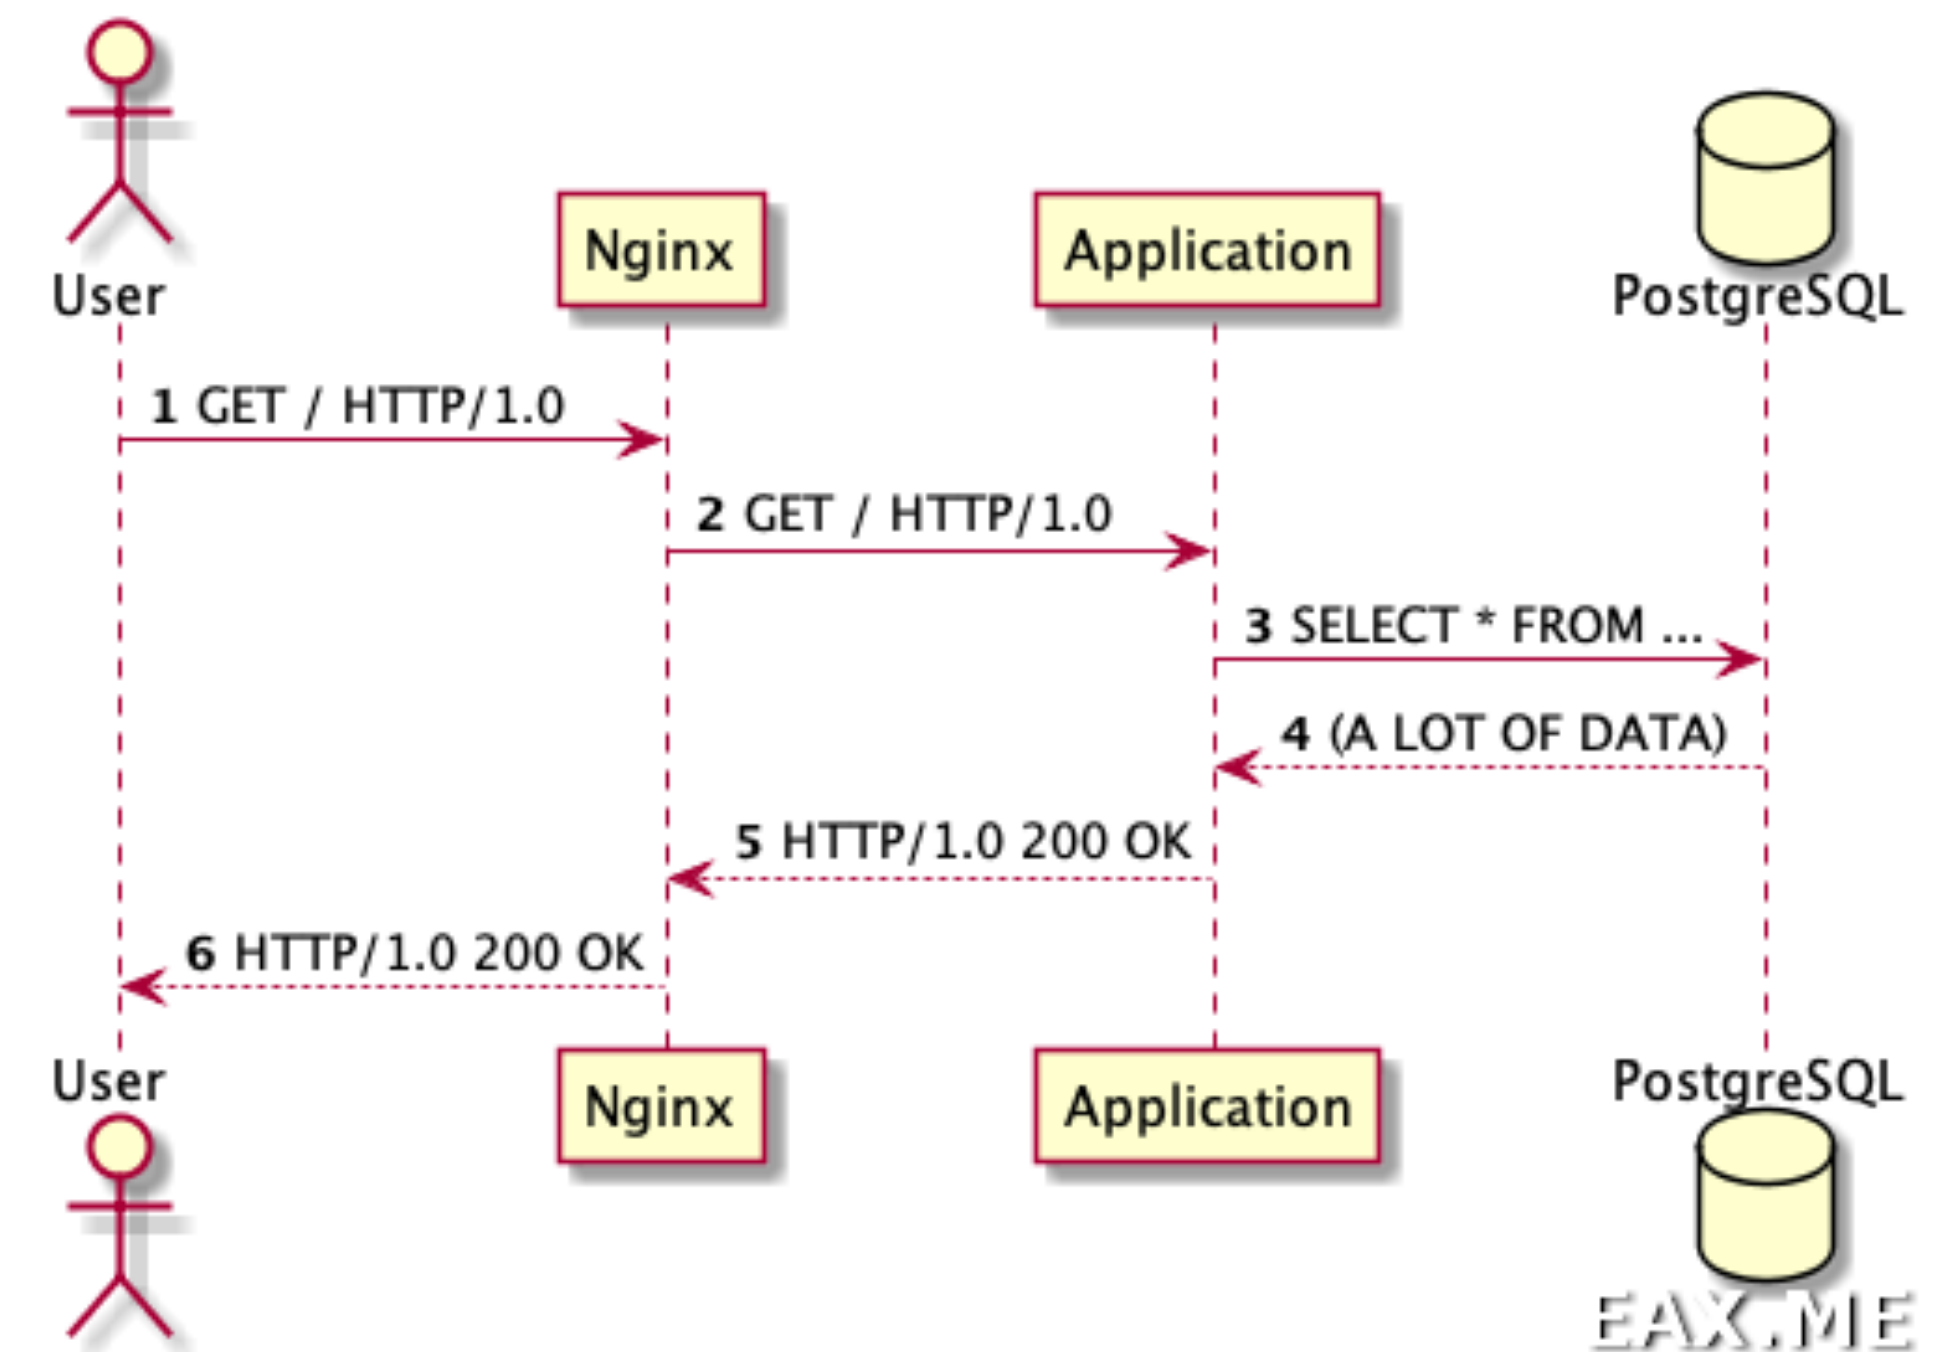 User
Nginx
Application
PostgreSQL
1 GET / HTTP/1.0
2 GET / HTTP/1.0
3 SELECT * FROM ...
4 (A LOT OF DATA)
5 HTTP/1.0 200 OK
6 HTTP/1.0 200 OK
User
Nginx
Application
PostgreSQL
EAX.ME